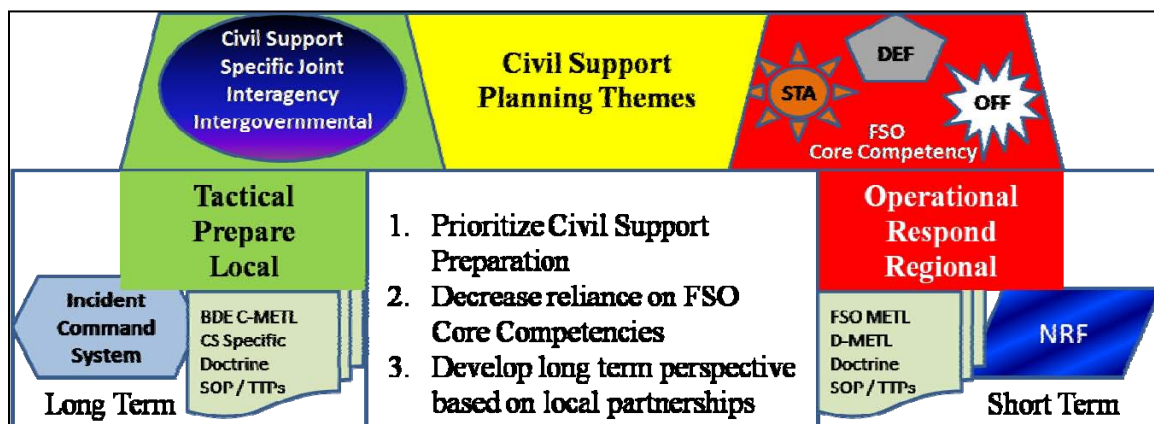 Civil Support
Specific Joint
Interagency
Intergovernmental
Civil Support
Planning Themes
DEF
STA
OFF
FSO
Core Competency
Tactical
Prepare
Local
1. Prioritize Civil Support
Preparation
2. Decrease reliance on FSO
Core Competencies
3. Develop long term perspective
based on local partnerships
Operational
Respond
Regional
Incident
Command
System
BDE C-METL
CS Specific
Doctrine
SOP / TTPs
Long Term
FSO METL
D-METL
Doctrine
SOP / TTPs
NRF
Short Term